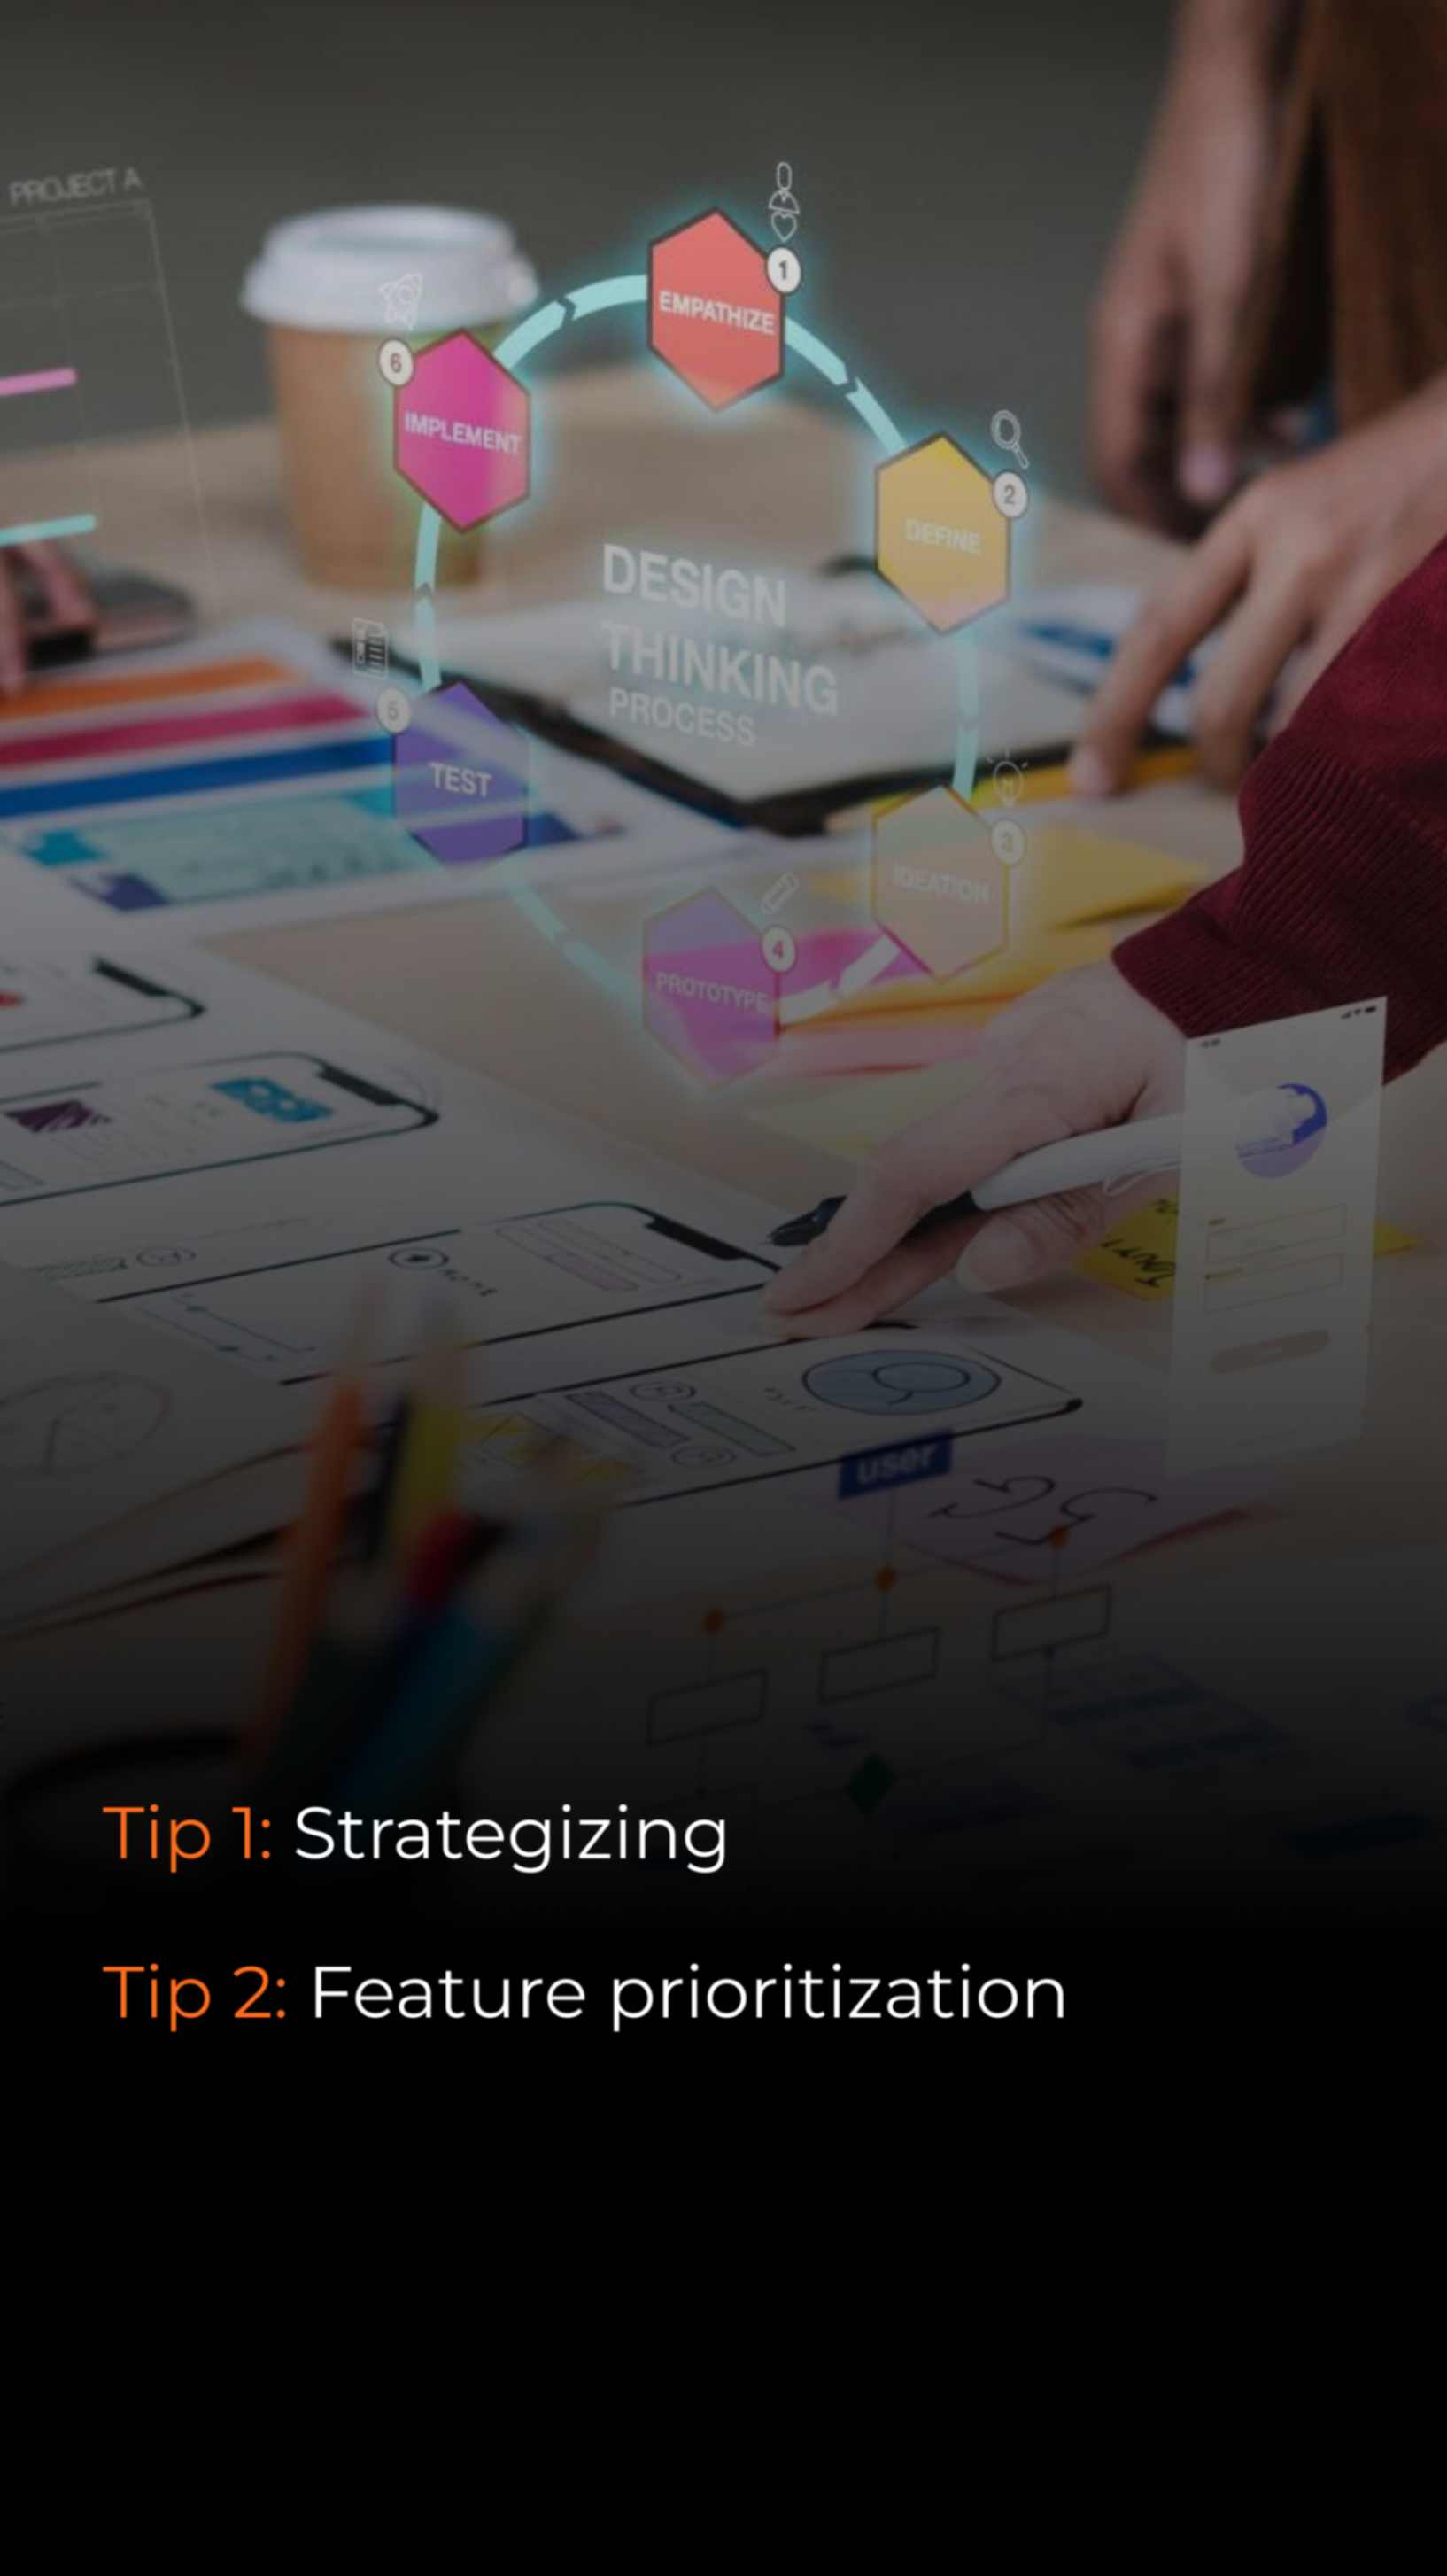 PROJECT A
1
EMPATHIZE
6
IMPLEMENT
2
DEFINE
DESIGN
THINKING
PROCESS
5
TEST
3
IDEATION
4
PROTOTYPE
user
Tip 1: Strategizing
Tip 2: Feature prioritization